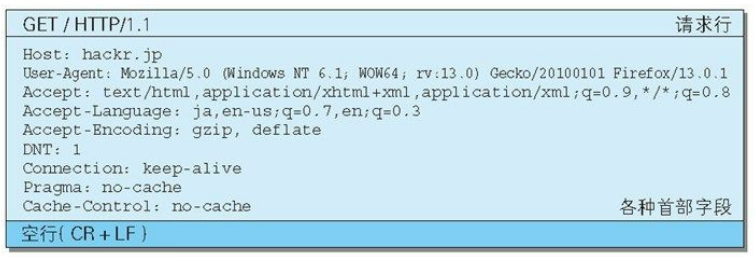 GET / HTTP/1.1 请求行
Host: hackr.jp
User-Agent: Mozilla/5.0 (Windows NT 6.1; WOW64; rv:13.0) Gecko/20100101 Firefox/13.0.1
Accept: text/html,application/xhtml+xml,application/xml;q=0.9,*/*;q=0.8
Accept-Language: ja,en-us;q=0.7,en;q=0.3
Accept-Encoding: gzip, deflate
DNT: 1
Connection: keep-alive
Pragma: no-cache
Cache-Control: no-cache 各种首部字段
空行( CR + LF )